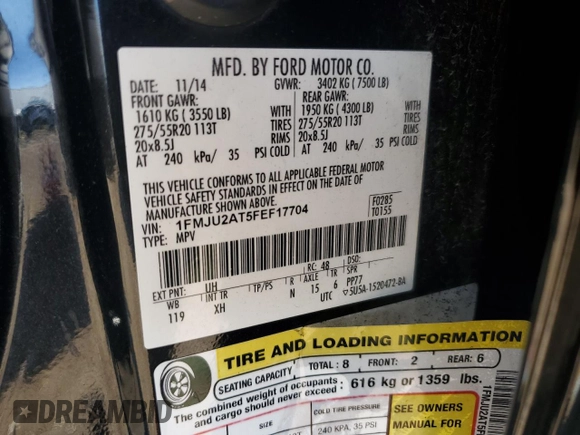 MFD. BY FORD MOTOR CO.
DATE: 11/14 GVWR: 3402 KG ( 7500 LB)
FRONT GAWR: REAR GAWR:
1610 KG ( 3550 LB) WITH 1950 KG ( 4300 LB) WITH
275/55R20 113T TIRES 275/55R20 113T TIRES
20x8.5J RIMS 20x8.5J RIMS
AT 240 kPa/ 35 PSI COLD AT 240 kPa/ 35 PSI COLD
THIS VEHICLE CONFORMS TO ALL APPLICABLE FEDERAL MOTOR
VEHICLE SAFETY STANDARDS IN EFFECT ON THE DATE OF
MANUFACTURE SHOWN ABOVE.
VIN: 1FMJU2AT5FEF17704 F0285
TYPE: MPV T0155
EXT PNT: UH RC: 48 DSO:
WB INT TR TP/PS R AXLE TR SPR
119 XH N 15 6 PP77
UTC ▽5U5A-1520472-BA
TIRE AND LOADING INFORMATION
SEATING CAPACITY TOTAL: 8 FRONT: 2 REAR: 6
The combined weight of occupants
and cargo should never exceed: 616 kg or 1359 lbs.
COLD TIRE PRESSURE SEE OWNERS
240 KPA, 35 PSI MANUAL FOR
1FMJU2AT5F
DREAMBID